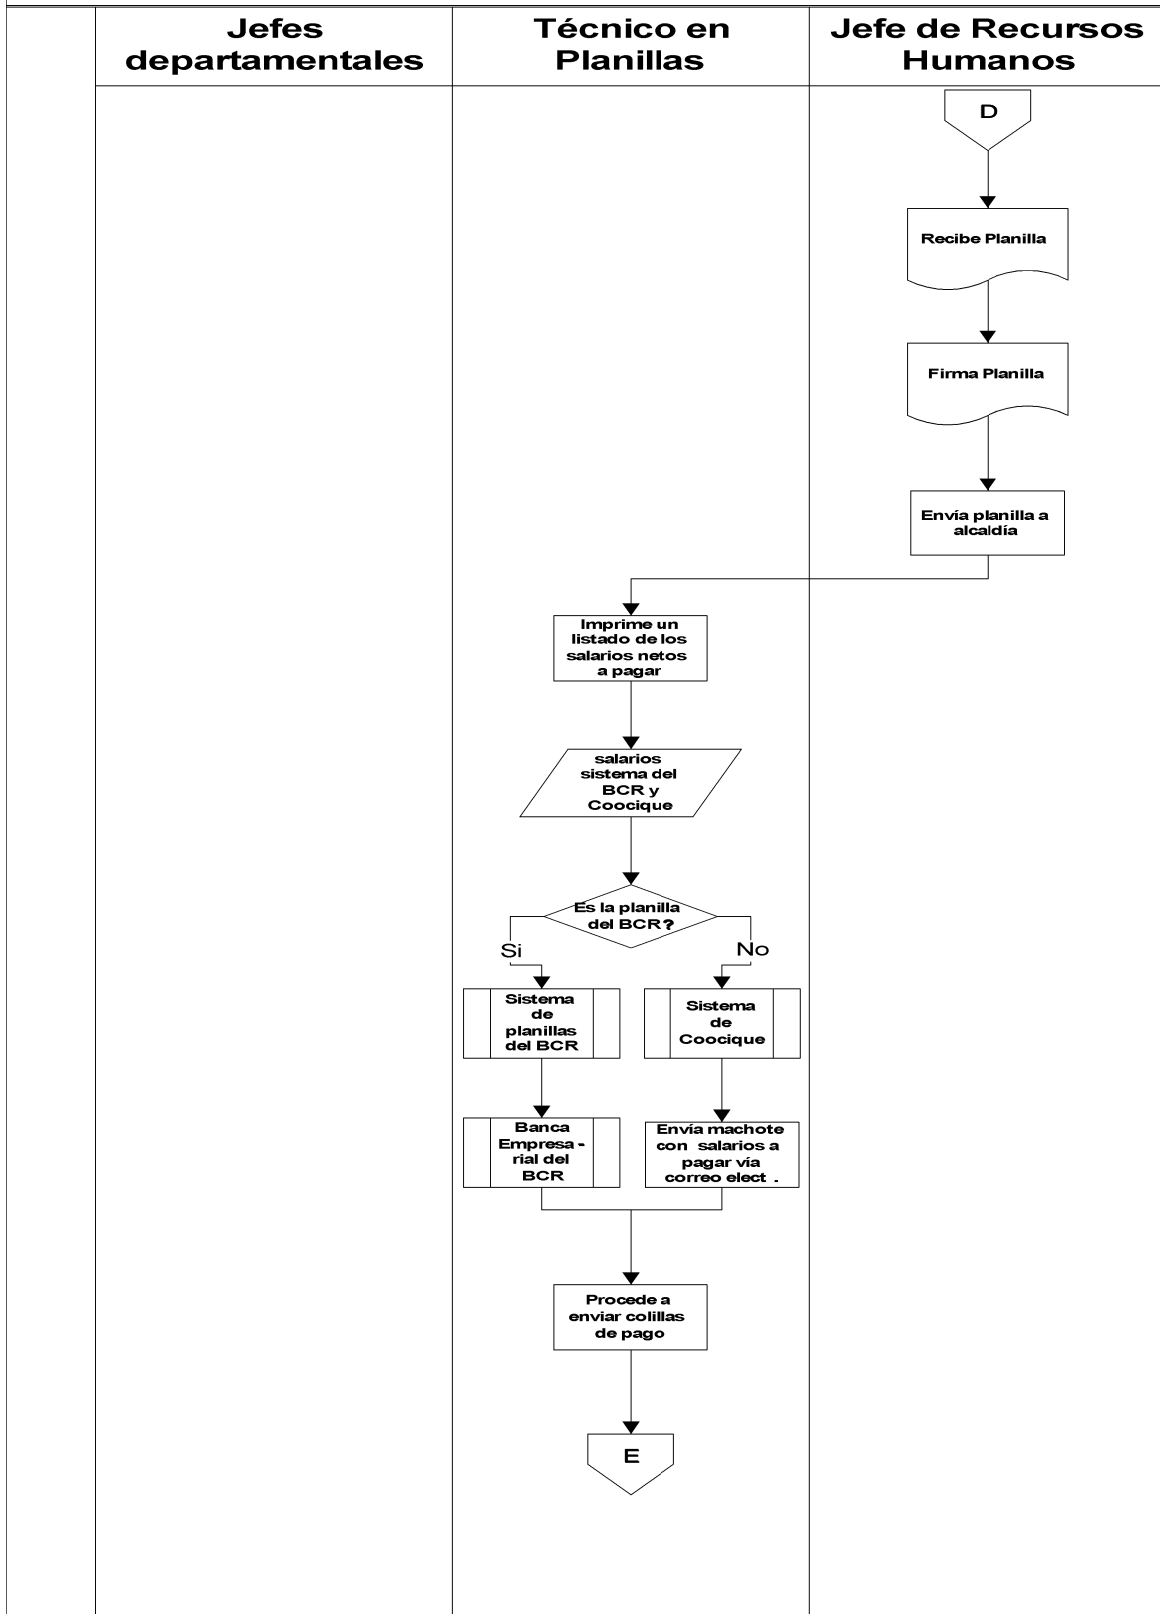 Jefes
departamentales
Técnico en
Planillas
Jefe de Recursos
Humanos
D
Recibe Planilla
Firma Planilla
Envía planilla a
alcaldía
Imprime un
listado de los
salarios netos
a pagar
salarios
sistema del
BCR y
Coocique
Es la planilla
del BCR?
Si
No
Sistema
de
planillas
del BCR
Sistema
de
Coocique
Banca
Empresa -
rial del
BCR
Envía machote
con salarios a
pagar vía
correo elect .
Procede a
enviar colillas
de pago
E